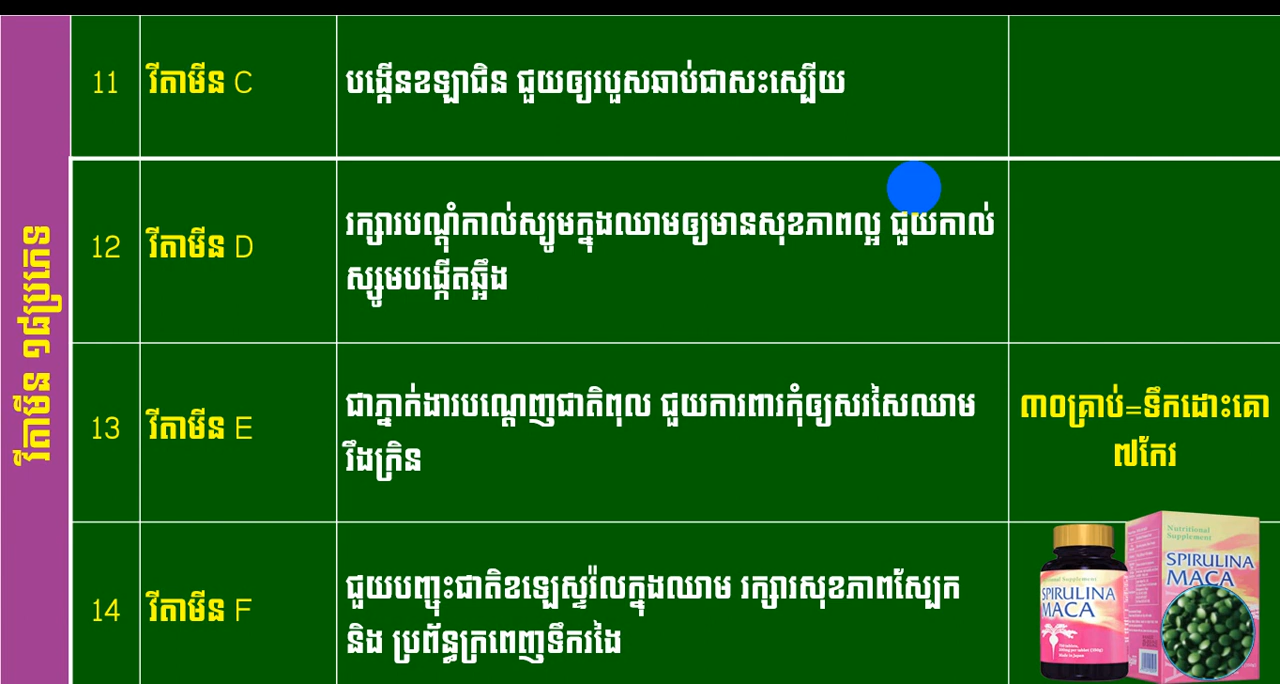 វីតាមីន ១៨ប្រភេទ
11 វីតាមីន C បង្កើនខឡាជិន ជួយឲ្យរបួសឆាប់ជាសះស្បើយ
12 វីតាមីន D រក្សារបណ្តុំកាល់ស្យូមក្នុងឈាមឲ្យមានសុខភាពល្អ ជួយកាល់
ស្យូមបង្កើតឆ្អឹង
13 វីតាមីន E ជាភ្នាក់ងារបណ្តេញជាតិពុល ជួយការពារកុំឲ្យសរសៃឈាម
រឹងក្រិន
៣០គ្រាប់=ទឹកដោះគោ
៧កែវ
14 វីតាមីន F ជួយបញ្ចុះជាតិខឡេស្ទរ៉លក្នុងឈាម រក្សារសុខភាពស្បែក
និង ប្រព័ន្ធក្រពេញទឹករងៃ
Nutritional Supplement
SPIRULINA
MACA
Nutritional
Supplement
SPIRULINA
MACA